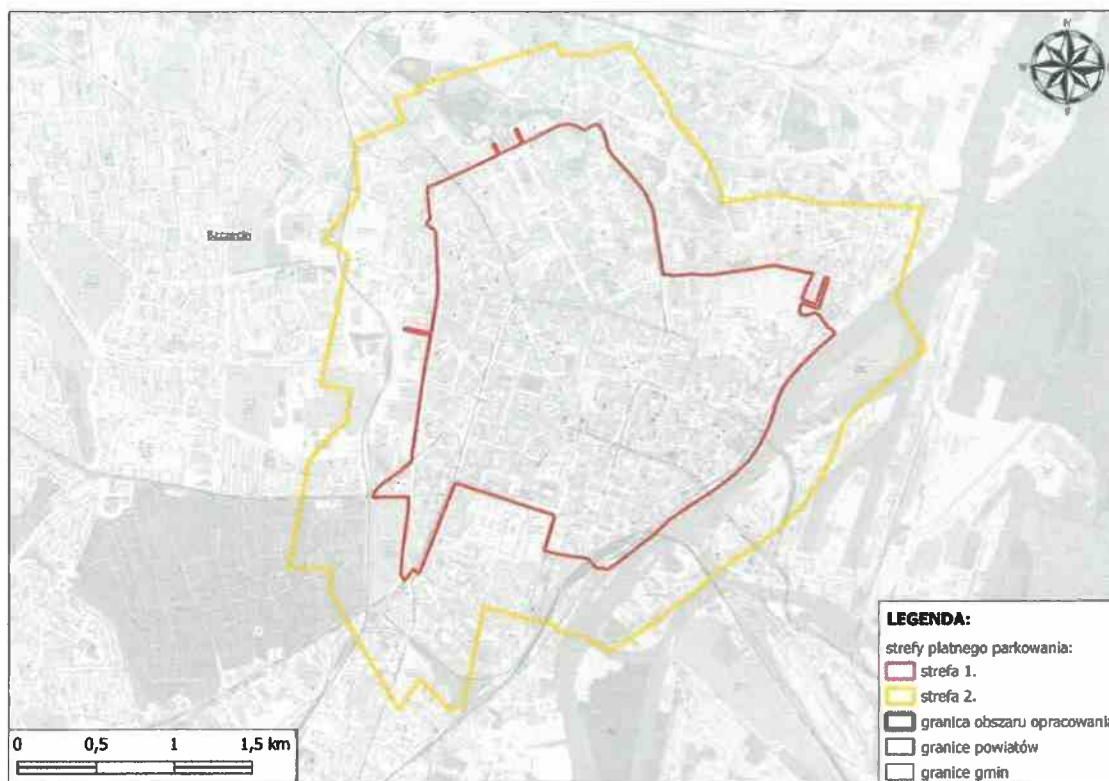 N
Szczecin
LEGENDA:
strefy płatnego parkowania:
strefa 1.
strefa 2.
granica obszaru opracowania
granice powiatów
granice gmin
0 0,5 1 1,5 km